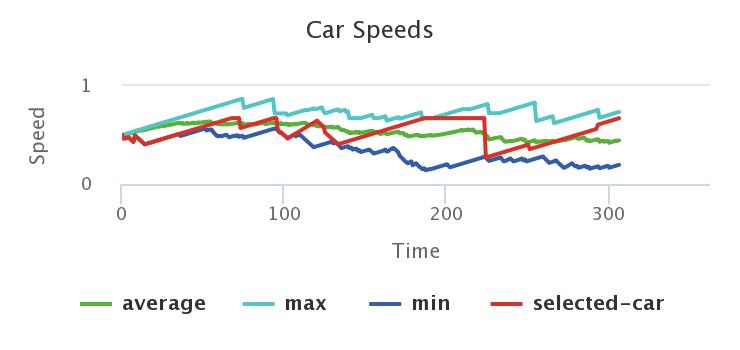 Car Speeds
Speed
1
0
0 100 200 300
Time
average max min selected-car